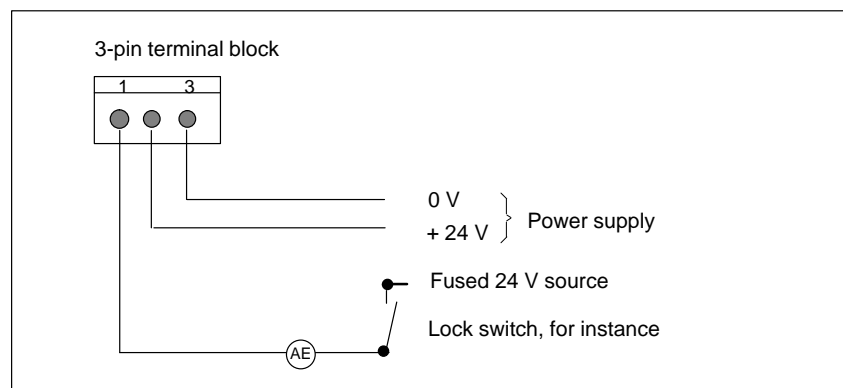 3-pin terminal block
1 3
0 V
+ 24 V
Power supply
Fused 24 V source
Lock switch, for instance
AE